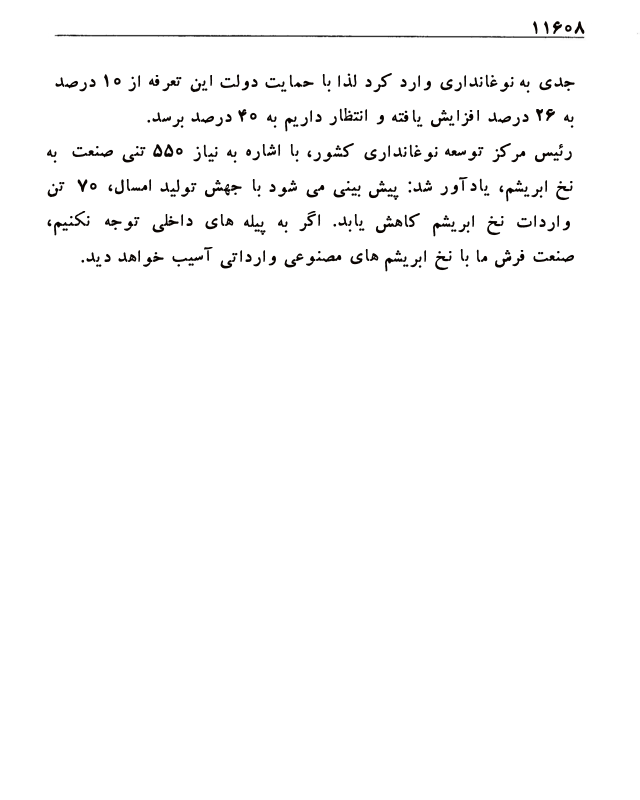 ۱۱۶۰۸
جدی به نوغانداری وارد کرد لذا با حمایت دولت این تعرفه از ۱۰ درصد
به ۲۶ درصد افزایش یافته و انتظار داریم به ۴۰ درصد برسد.
رئیس مرکز توسعه نوغانداری کشور، با اشاره به نیاز ۵۵۰ تنی صنعت به
نخ ابریشم، یادآور شد: پیش بینی می شود با جهش تولید امسال، ۷۰ تن
واردات نخ ابریشم کاهش یابد. اگر به پیله های داخلی توجه نکنیم،
صنعت فرش ما با نخ ابریشم های مصنوعی وارداتی آسیب خواهد دید.